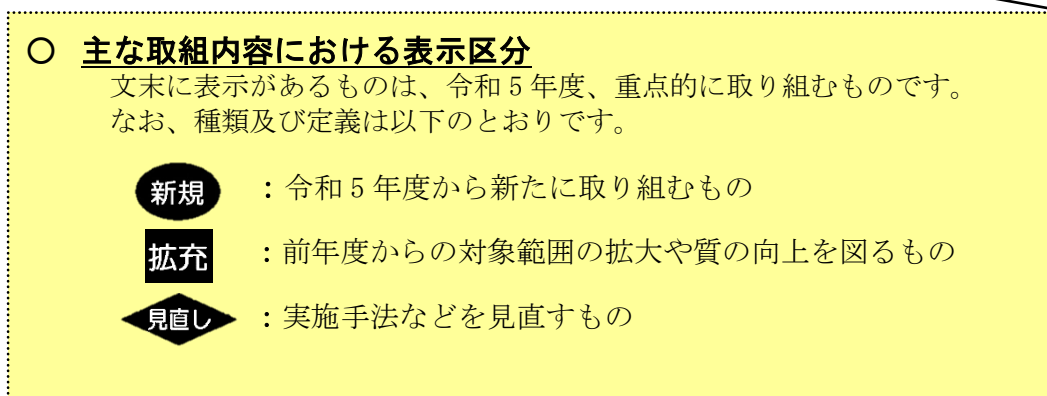 ○ 主な取組内容における表示区分
文末に表示があるものは、令和５年度、重点的に取り組むものです。
なお、種類及び定義は以下のとおりです。
新規 ：令和５年度から新たに取り組むもの
拡充 ：前年度からの対象範囲の拡大や質の向上を図るもの
見直し ：実施手法などを見直すもの